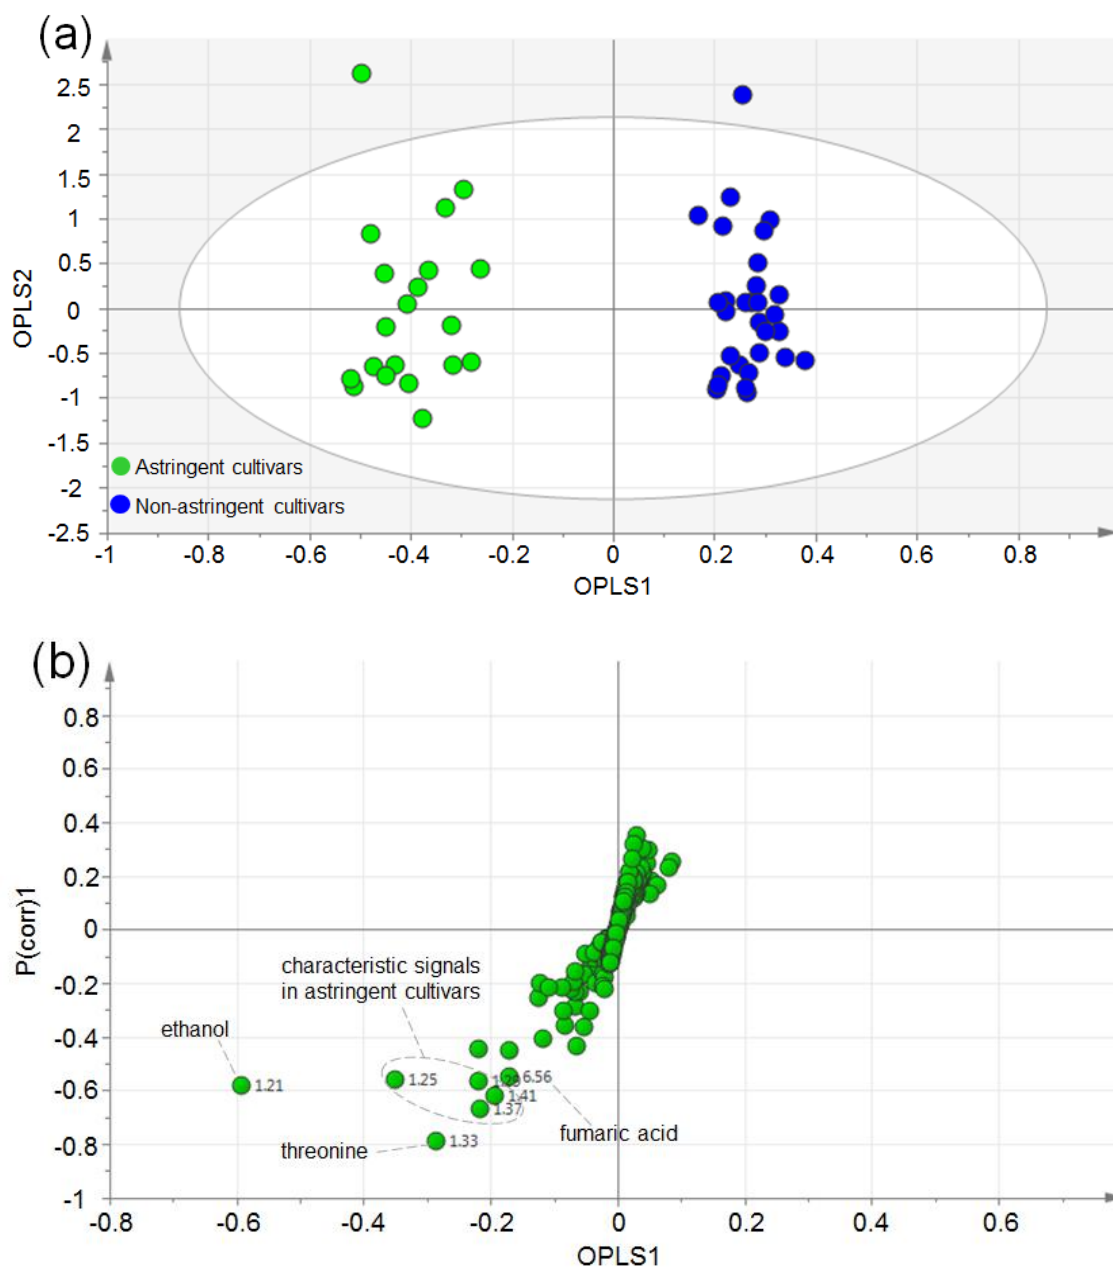 (a)
2.5
2
1.5
1
0.5
0
-0.5
-1
-1.5
-2
-2.5
OPLS2
Astringent cultivars
Non-astringent cultivars
-1 -0.8 -0.6 -0.4 -0.2 0 0.2 0.4 0.6 0.8
OPLS1
(b)
0.8
0.6
0.4
0.2
0
-0.2
-0.4
-0.6
-0.8
-1
P(corr)1
characteristic signals
in astringent cultivars
ethanol
1.21
1.25
6.56
1.41
1.37
fumaric acid
threonine
1.33
-0.8 -0.6 -0.4 -0.2 0 0.2 0.4 0.6
OPLS1